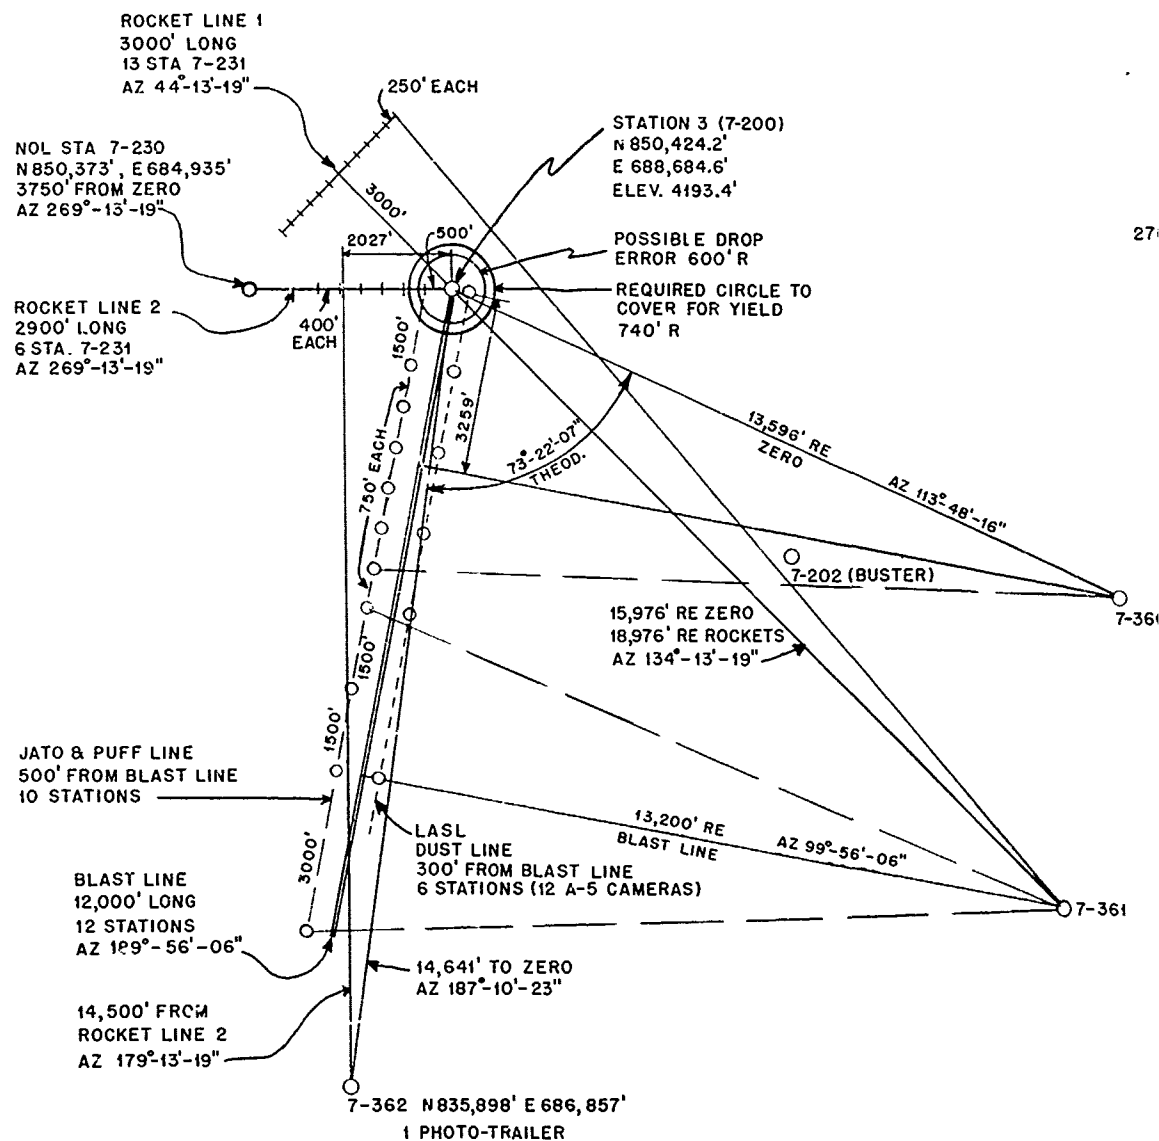 ROCKET LINE 1
3000' LONG
13 STA 7-231
AZ 44°-13'-19"
250' EACH
STATION 3 (7-200)
N 850,424.2'
E 688,684.6'
ELEV. 4193.4'
NOL STA 7-230
N 850,373', E 684,935'
3750' FROM ZERO
AZ 269°-13'-19"
3000'
2027'
500'
POSSIBLE DROP
ERROR 600' R
REQUIRED CIRCLE TO
COVER FOR YIELD
740' R
ROCKET LINE 2
2900' LONG
6 STA. 7-231
AZ 269°-13'-19"
400'
EACH
1500'
3259'
750' EACH
73°-22'-07"
THEOD.
13,596' RE
ZERO
AZ 113°-48'-16"
7-202 (BUSTER)
15,976' RE ZERO
18,976' RE ROCKETS
AZ 134°-13'-19"
1500'
1500'
JATO & PUFF LINE
500' FROM BLAST LINE
10 STATIONS
3000'
LASL
DUST LINE
300' FROM BLAST LINE
6 STATIONS (12 A-5 CAMERAS)
13,200' RE
BLAST LINE
AZ 99°-56'-06"
7-361
BLAST LINE
12,000' LONG
12 STATIONS
AZ 189°-56'-06"
14,641' TO ZERO
AZ 187°-10'-23"
14,500' FROM
ROCKET LINE 2
AZ 179°-13'-19"
7-362 N 835,898' E 686,857'
1 PHOTO-TRAILER